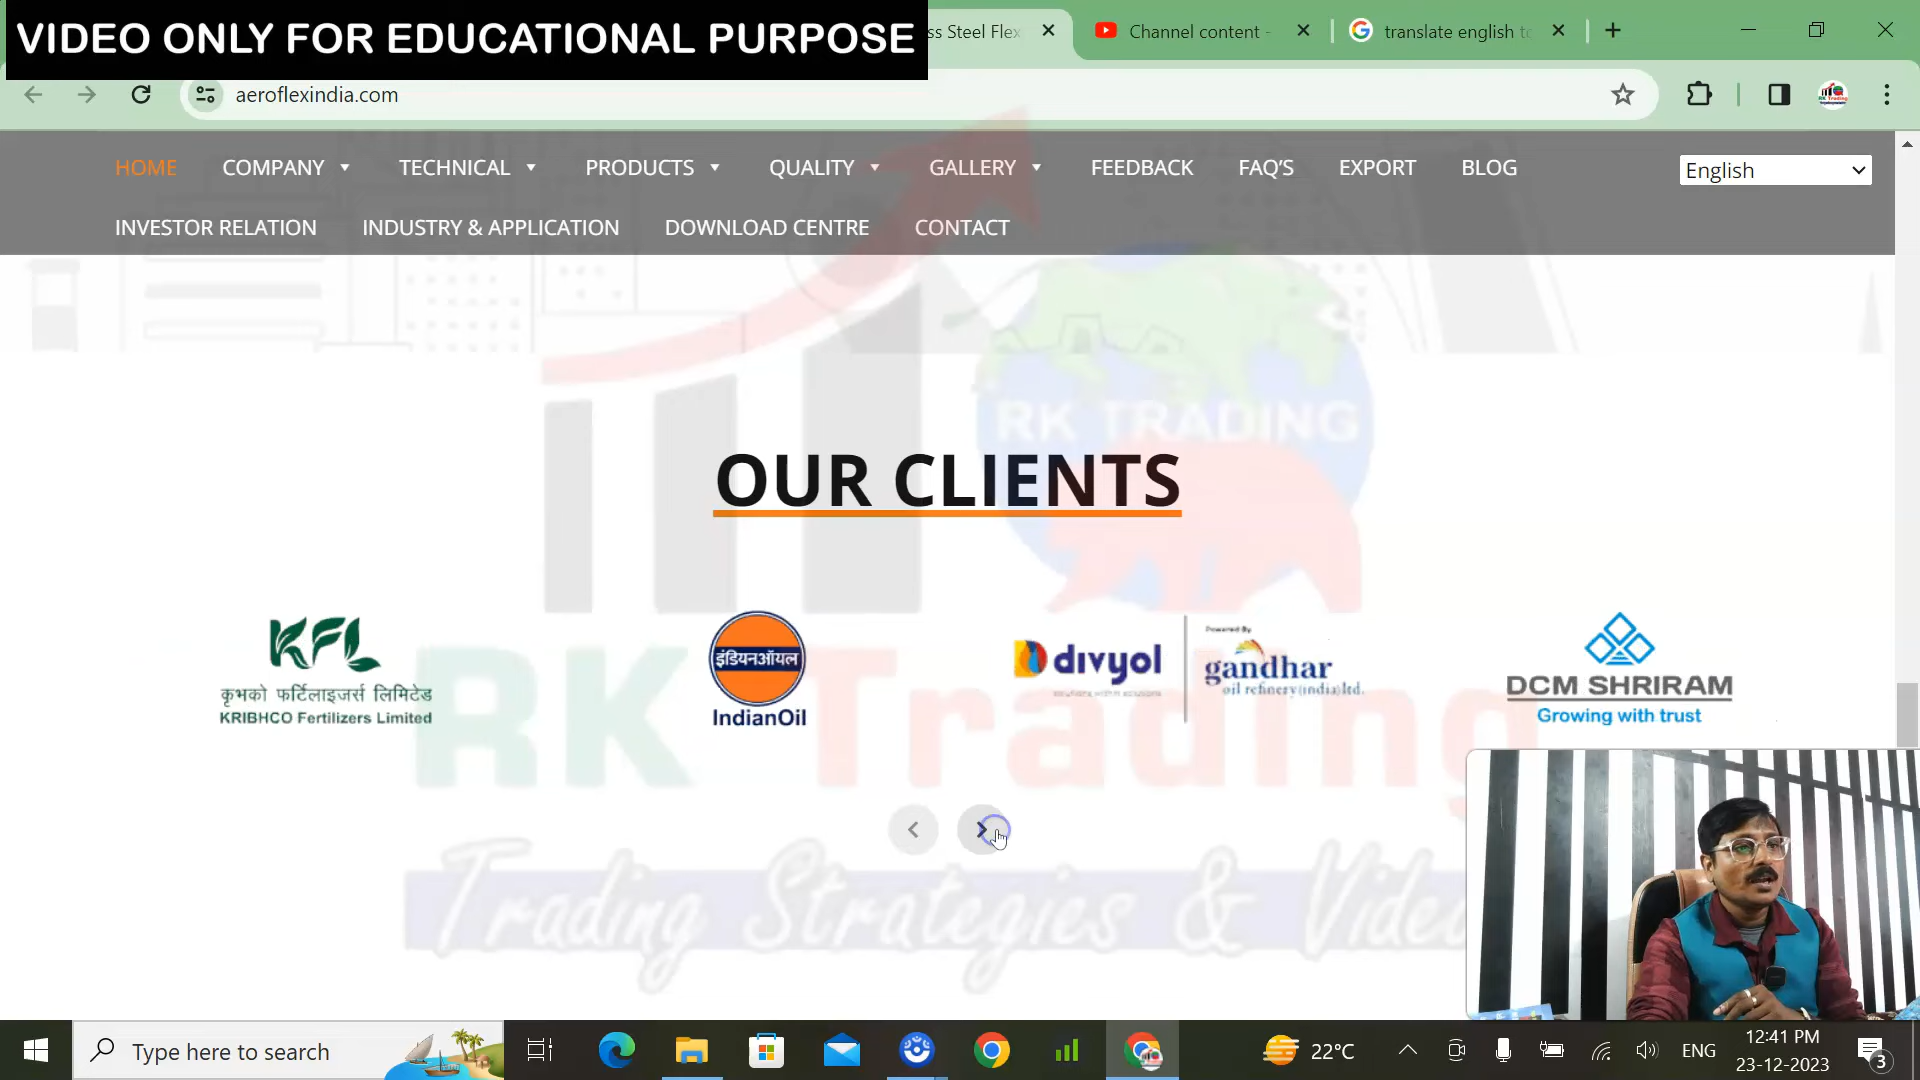 VIDEO ONLY FOR EDUCATIONAL PURPOSE
ss Steel Flex
Channel content -
translate english to
aeroflexindia.com
HOME COMPANY TECHNICAL PRODUCTS QUALITY GALLERY FEEDBACK FAQ'S EXPORT BLOG
English
INVESTOR RELATION INDUSTRY & APPLICATION DOWNLOAD CENTRE CONTACT
RK TRADING
OUR CLIENTS
KFL
कृभको फर्टिलाइजर्स लिमिटेड
KRIBHCO Fertilizers Limited
इंडियनऑयल
IndianOil
divyol
Powered By
gandhar
oil refinery(india)ltd.
DCM SHRIRAM
Growing with trust
RK Trading
Trading Strategies & Video
Type here to search
22°C
ENG
12:41 PM
23-12-2023
3